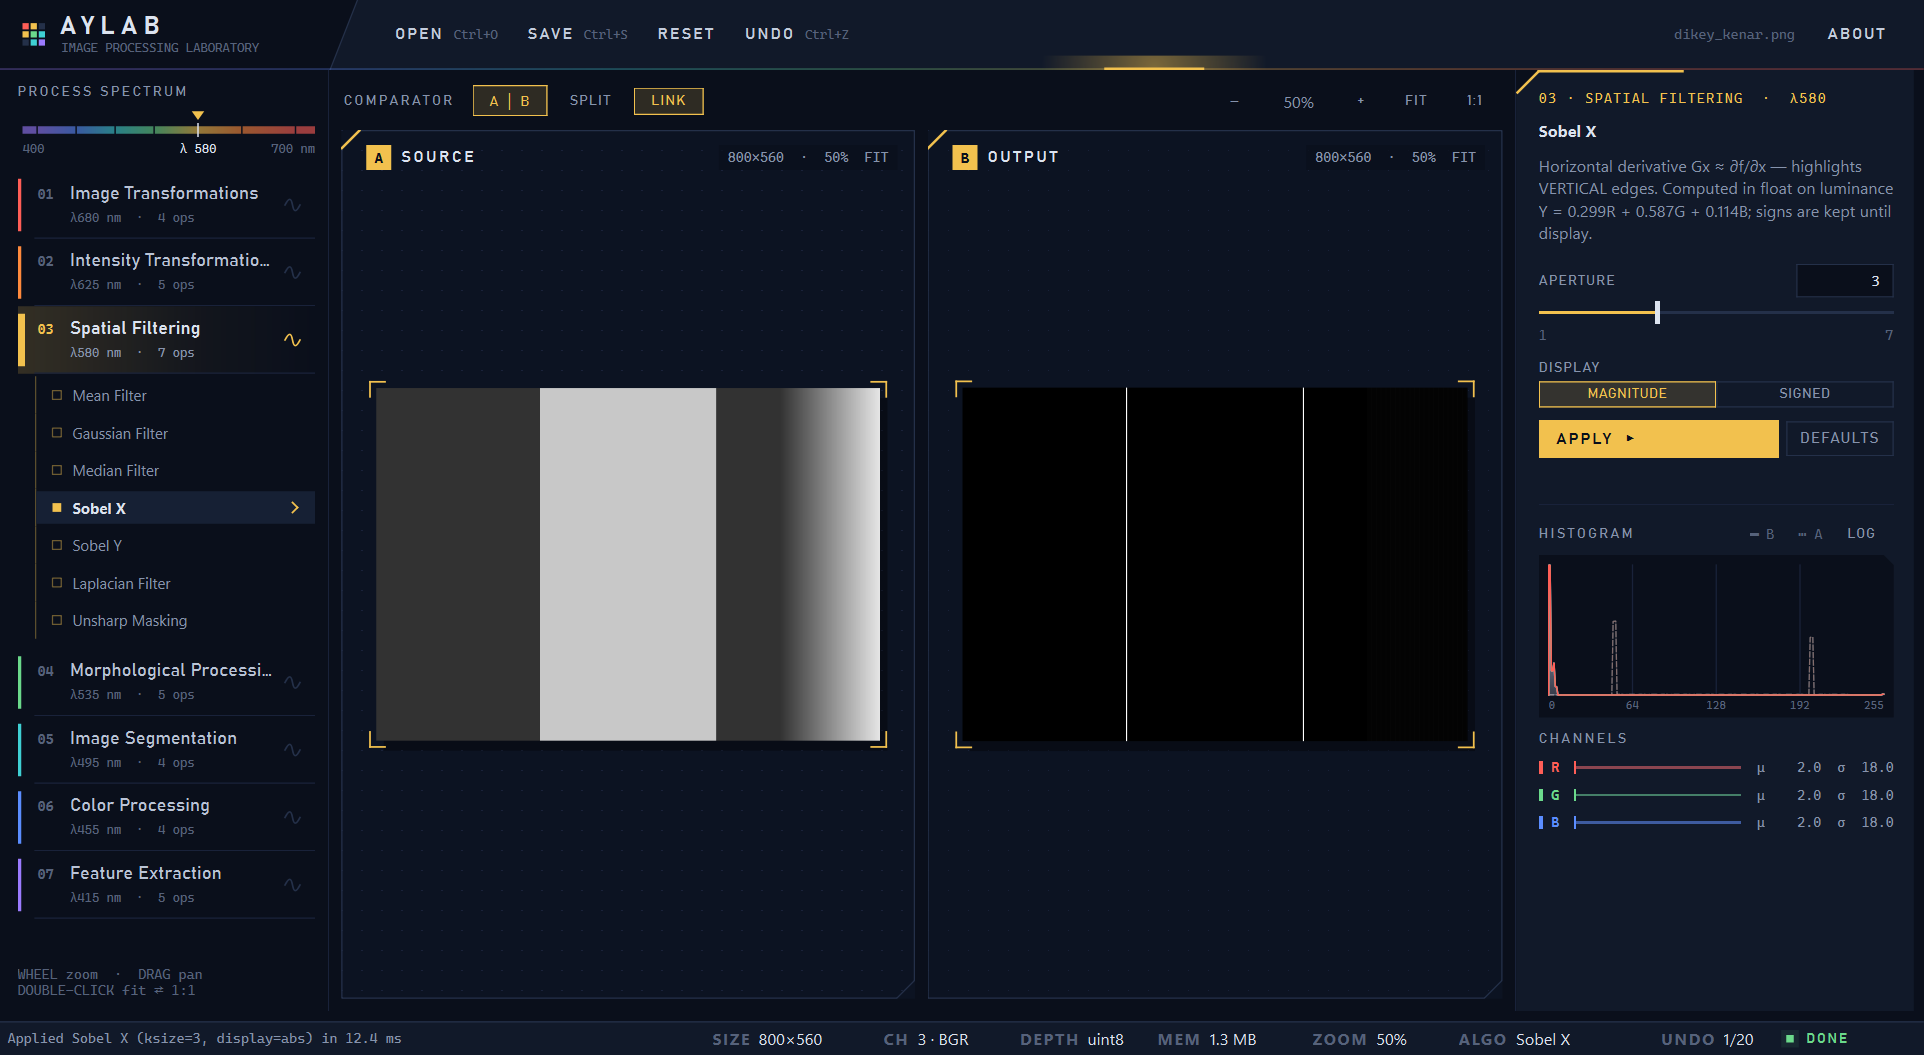 AYLAB
IMAGE PROCESSING LABORATORY
OPEN Ctrl+O SAVE Ctrl+S RESET UNDO Ctrl+Z
dikey_kenar.png ABOUT
PROCESS SPECTRUM
400 λ 580 700 nm
01 Image Transformations
λ680 nm · 4 ops
02 Intensity Transformatio…
λ625 nm · 5 ops
03 Spatial Filtering
λ580 nm · 7 ops
Mean Filter
Gaussian Filter
Median Filter
Sobel X
Sobel Y
Laplacian Filter
Unsharp Masking
04 Morphological Processi…
λ535 nm · 5 ops
05 Image Segmentation
λ495 nm · 4 ops
06 Color Processing
λ455 nm · 4 ops
07 Feature Extraction
λ415 nm · 5 ops
WHEEL zoom · DRAG pan
DOUBLE-CLICK fit ⇄ 1:1
COMPARATOR A | B SPLIT LINK
– 50% + FIT 1:1
A SOURCE 800×560 · 50% FIT
B OUTPUT 800×560 · 50% FIT
03 · SPATIAL FILTERING · λ580
Sobel X
Horizontal derivative Gx ≈ ∂f/∂x — highlights
VERTICAL edges. Computed in float on luminance
Y = 0.299R + 0.587G + 0.114B; signs are kept until
display.
APERTURE 3
1 7
DISPLAY
MAGNITUDE SIGNED
APPLY ▸ DEFAULTS
HISTOGRAM B A LOG
0 64 128 192 255
CHANNELS
R μ 2.0 σ 18.0
G μ 2.0 σ 18.0
B μ 2.0 σ 18.0
Applied Sobel X (ksize=3, display=abs) in 12.4 ms
SIZE 800×560 CH 3 · BGR DEPTH uint8 MEM 1.3 MB ZOOM 50% ALGO Sobel X UNDO 1/20 DONE